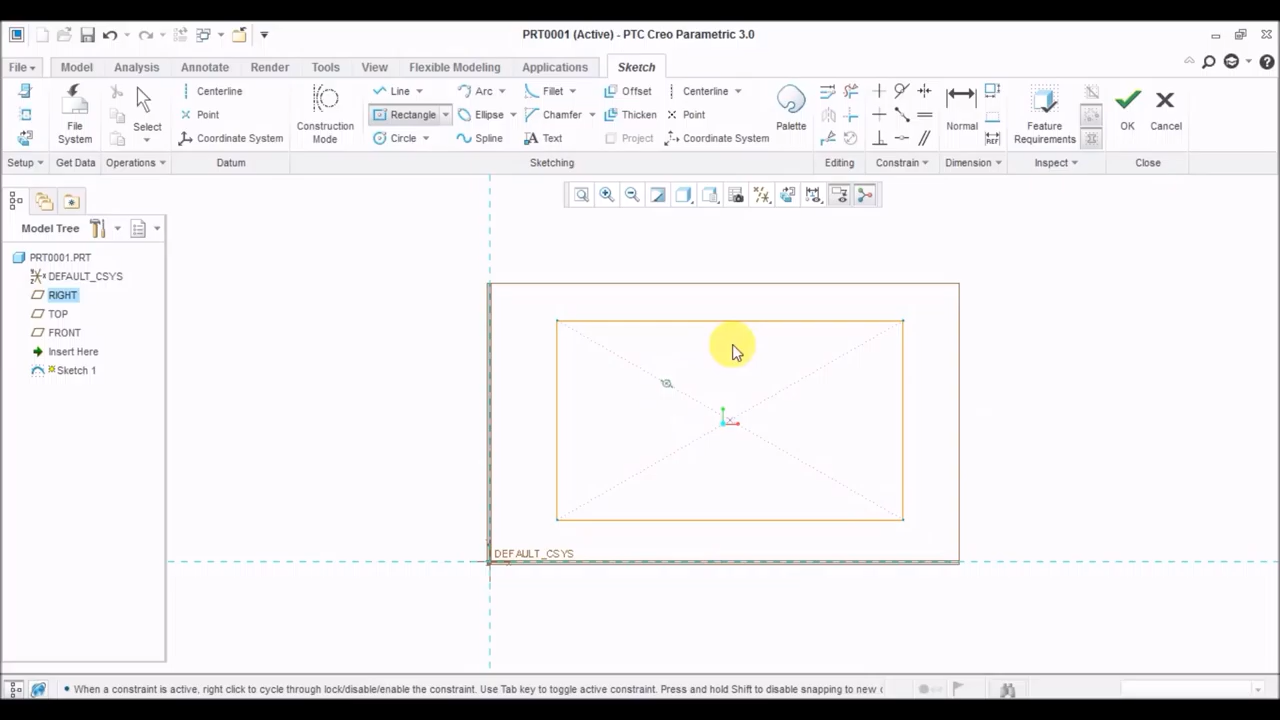 PRT0001 (Active) - PTC Creo Parametric 3.0
File Model Analysis Annotate Render Tools View Flexible Modeling Applications Sketch
Centerline Line Arc Fillet Offset Centerline
File System Select Point Construction Mode Rectangle Ellipse Chamfer Thicken Point Palette Normal Feature Requirements OK Cancel
Coordinate System Circle Spline Text Project Coordinate System
Setup Get Data Operations Datum Sketching Editing Constrain Dimension Inspect Close
Model Tree
PRT0001.PRT
DEFAULT_CSYS
RIGHT
TOP
FRONT
Insert Here
Sketch 1
DEFAULT_CSYS
• When a constraint is active, right click to cycle through lock/disable/enable the constraint. Use Tab key to toggle active constraint. Press and hold Shift to disable snapping to new